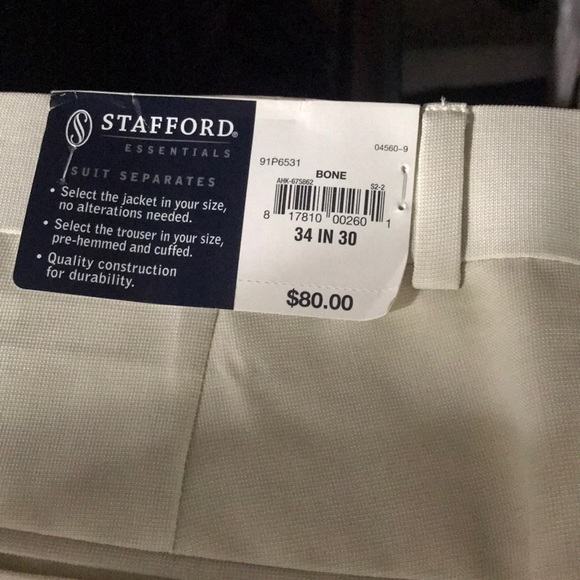 STAFFORD®
ESSENTIALS
SUIT SEPARATES
• Select the jacket in your size,
no alterations needed.
• Select the trouser in your size,
pre-hemmed and cuffed.
• Quality construction
for durability.
04560-9
91P6531
BONE
AHK-675862 S2-2
8 17810 00260 1
34 IN 30
$80.00